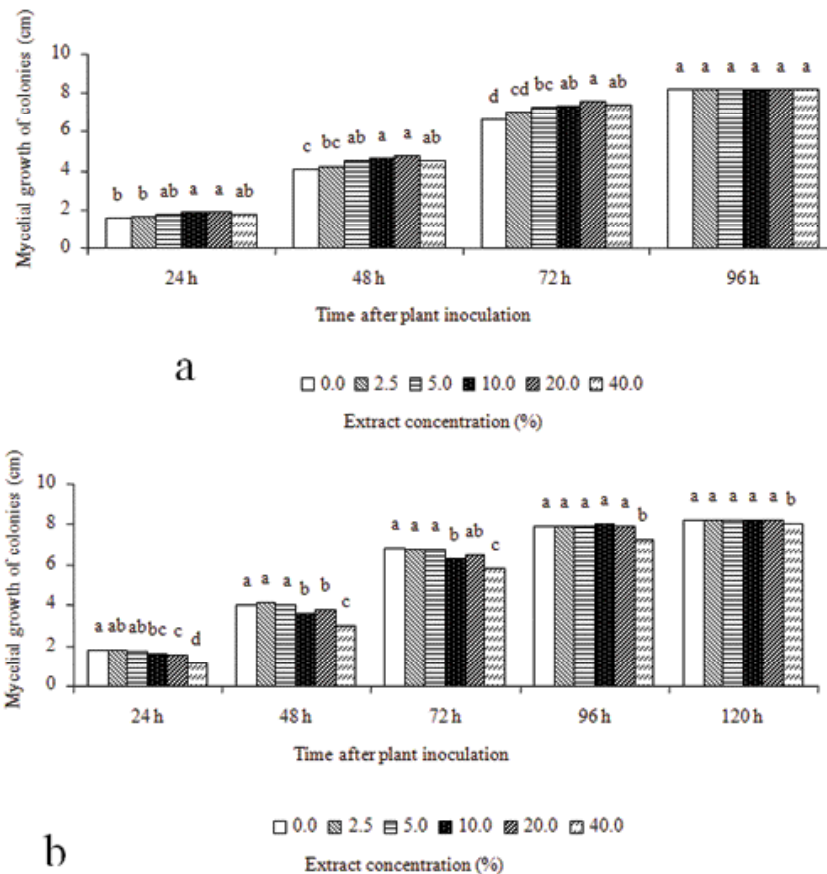 Mycelial growth of colonies (cm)
10
8
6
4
2
0
b b ab a a ab
c bc ab a a ab
d cd bc ab a ab
a a a a a a
24 h 48 h 72 h 96 h
Time after plant inoculation
a
0.0 2.5 5.0 10.0 20.0 40.0
Extract concentration (%)
Mycelial growth of colonies (cm)
10
8
6
4
2
0
a ab ab bc c d
a a a b b c
a a a b ab c
a a a a a b
a a a a a b
24 h 48 h 72 h 96 h 120 h
Time after plant inoculation
b
0.0 2.5 5.0 10.0 20.0 40.0
Extract concentration (%)